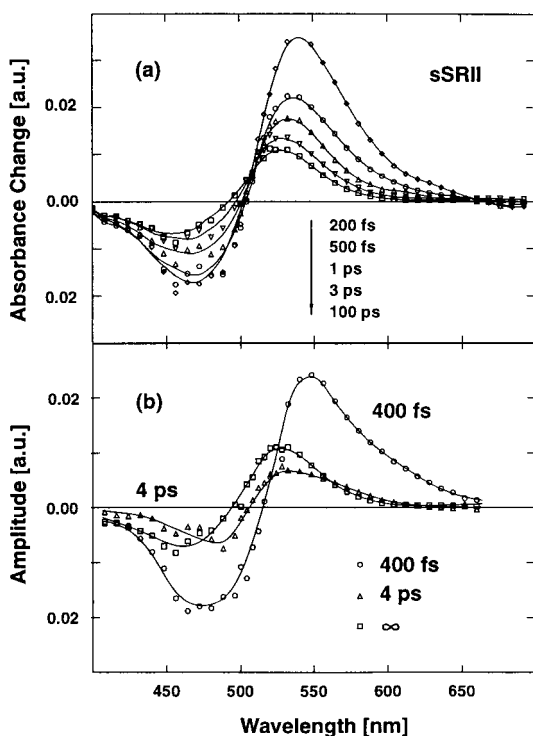 (a)
sSRII
Absorbance Change [a.u.]
0.02
0.00
0.02
200 fs
500 fs
1 ps
3 ps
100 ps
(b)
400 fs
4 ps
Amplitude [a.u.]
0.02
0.00
0.02
○ 400 fs
△ 4 ps
□ ∞
450 500 550 600 650
Wavelength [nm]